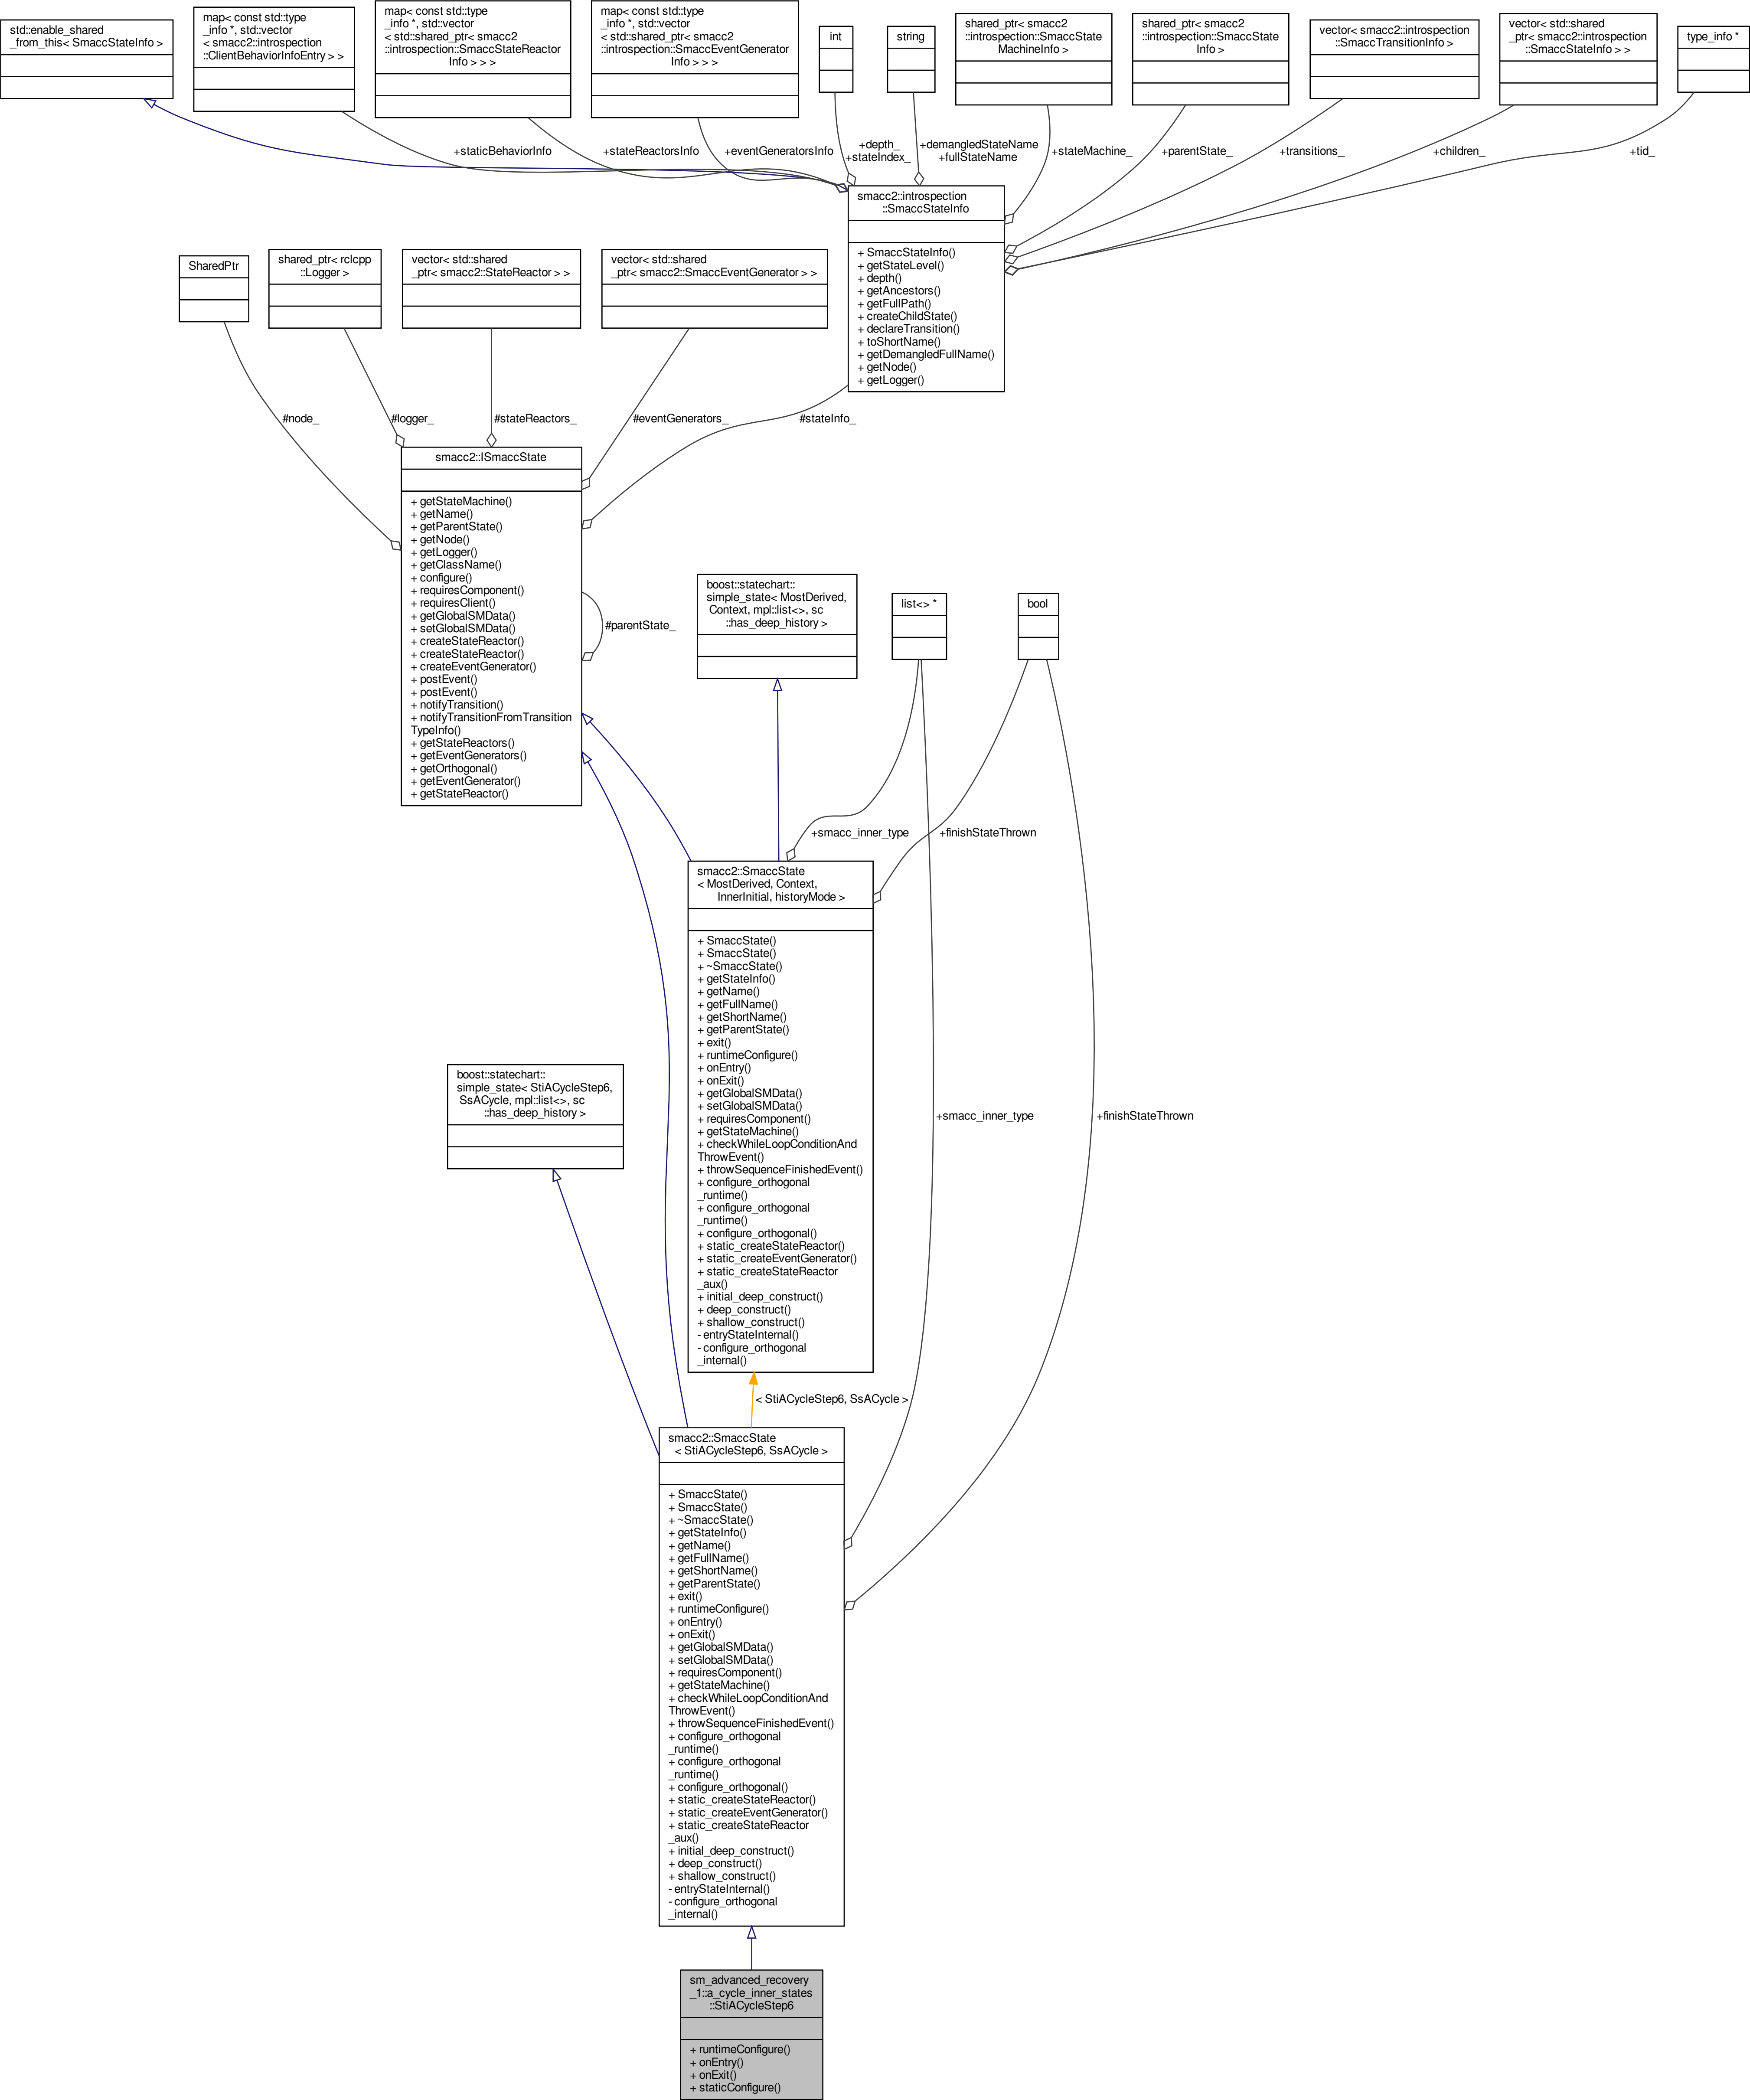 std::enable_shared
_from_this< SmaccStateInfo >
map< const std::type
_info *, std::vector
< smacc2::introspection
::ClientBehaviorInfoEntry > >
map< const std::type
_info *, std::vector
< std::shared_ptr< smacc2
::introspection::SmaccStateReactor
Info > > >
map< const std::type
_info *, std::vector
< std::shared_ptr< smacc2
::introspection::SmaccEventGenerator
Info > > >
int
string
shared_ptr< smacc2
::introspection::SmaccState
MachineInfo >
shared_ptr< smacc2
::introspection::SmaccState
Info >
vector< smacc2::introspection
::SmaccTransitionInfo >
vector< std::shared
_ptr< smacc2::introspection
::SmaccStateInfo > >
type_info *
+staticBehaviorInfo
+stateReactorsInfo
+eventGeneratorsInfo
+depth_
+stateIndex_
+demangledStateName
+fullStateName
+stateMachine_
+parentState_
+transitions_
+children_
+tid_
smacc2::introspection
::SmaccStateInfo
+ SmaccStateInfo()
+ getStateLevel()
+ depth()
+ getAncestors()
+ getFullPath()
+ createChildState()
+ declareTransition()
+ toShortName()
+ getDemangledFullName()
+ getNode()
+ getLogger()
SharedPtr
shared_ptr< rclcpp
::Logger >
vector< std::shared
_ptr< smacc2::StateReactor > >
vector< std::shared
_ptr< smacc2::SmaccEventGenerator > >
#node_
#logger_
#stateReactors_
#eventGenerators_
#stateInfo_
smacc2::ISmaccState
+ getStateMachine()
+ getName()
+ getParentState()
+ getNode()
+ getLogger()
+ getClassName()
+ configure()
+ requiresComponent()
+ requiresClient()
+ getGlobalSMData()
+ setGlobalSMData()
+ createStateReactor()
+ createStateReactor()
+ createEventGenerator()
+ postEvent()
+ postEvent()
+ notifyTransition()
+ notifyTransitionFromTransition
TypeInfo()
+ getStateReactors()
+ getEventGenerators()
+ getOrthogonal()
+ getEventGenerator()
+ getStateReactor()
#parentState_
boost::statechart::
simple_state< MostDerived,
Context, mpl::list<>, sc
::has_deep_history >
list<> *
bool
+smacc_inner_type
+finishStateThrown
smacc2::SmaccState
< MostDerived, Context,
InnerInitial, historyMode >
+ SmaccState()
+ SmaccState()
+ ~SmaccState()
+ getStateInfo()
+ getName()
+ getFullName()
+ getShortName()
+ getParentState()
+ exit()
+ runtimeConfigure()
+ onEntry()
+ onExit()
+ getGlobalSMData()
+ setGlobalSMData()
+ requiresComponent()
+ getStateMachine()
+ checkWhileLoopConditionAnd
ThrowEvent()
+ throwSequenceFinishedEvent()
+ configure_orthogonal
_runtime()
+ configure_orthogonal
_runtime()
+ configure_orthogonal()
+ static_createStateReactor()
+ static_createEventGenerator()
+ static_createStateReactor
_aux()
+ initial_deep_construct()
+ deep_construct()
+ shallow_construct()
- entryStateInternal()
- configure_orthogonal
_internal()
boost::statechart::
simple_state< StiACycleStep6,
SsACycle, mpl::list<>, sc
::has_deep_history >
+smacc_inner_type
+finishStateThrown
< StiACycleStep6, SsACycle >
smacc2::SmaccState
< StiACycleStep6, SsACycle >
+ SmaccState()
+ SmaccState()
+ ~SmaccState()
+ getStateInfo()
+ getName()
+ getFullName()
+ getShortName()
+ getParentState()
+ exit()
+ runtimeConfigure()
+ onEntry()
+ onExit()
+ getGlobalSMData()
+ setGlobalSMData()
+ requiresComponent()
+ getStateMachine()
+ checkWhileLoopConditionAnd
ThrowEvent()
+ throwSequenceFinishedEvent()
+ configure_orthogonal
_runtime()
+ configure_orthogonal
_runtime()
+ configure_orthogonal()
+ static_createStateReactor()
+ static_createEventGenerator()
+ static_createStateReactor
_aux()
+ initial_deep_construct()
+ deep_construct()
+ shallow_construct()
- entryStateInternal()
- configure_orthogonal
_internal()
sm_advanced_recovery
_1::a_cycle_inner_states
::StiACycleStep6
+ runtimeConfigure()
+ onEntry()
+ onExit()
+ staticConfigure()